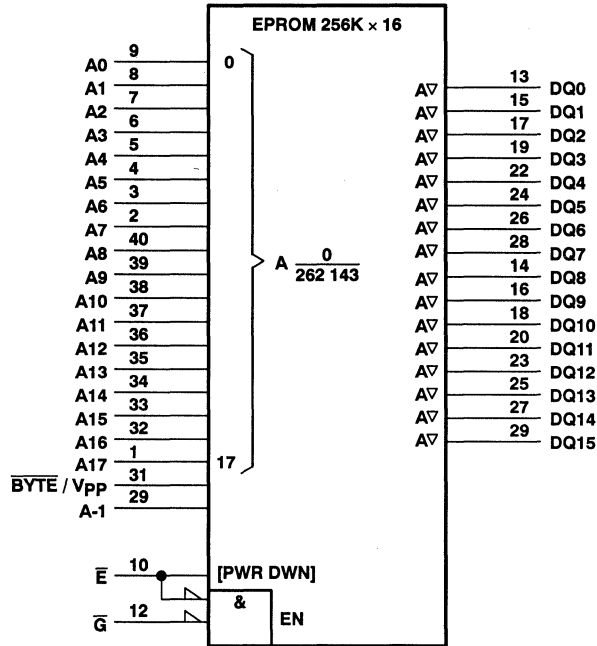 EPROM 256K × 16
A0 9 0
A1 8
A2 7
A3 6
A4 5
A5 4
A6 3
A7 2
A8 40
A9 39
A10 38
A11 37
A12 36
A13 35
A14 34
A15 33
A16 32
A17 1 17
BYTE / VPP 31
A-1 29
A 0
262 143
A▽ 13 DQ0
A▽ 15 DQ1
A▽ 17 DQ2
A▽ 19 DQ3
A▽ 22 DQ4
A▽ 24 DQ5
A▽ 26 DQ6
A▽ 28 DQ7
A▽ 14 DQ8
A▽ 16 DQ9
A▽ 18 DQ10
A▽ 20 DQ11
A▽ 23 DQ12
A▽ 25 DQ13
A▽ 27 DQ14
A▽ 29 DQ15
E 10 [PWR DWN]
&
G 12 EN